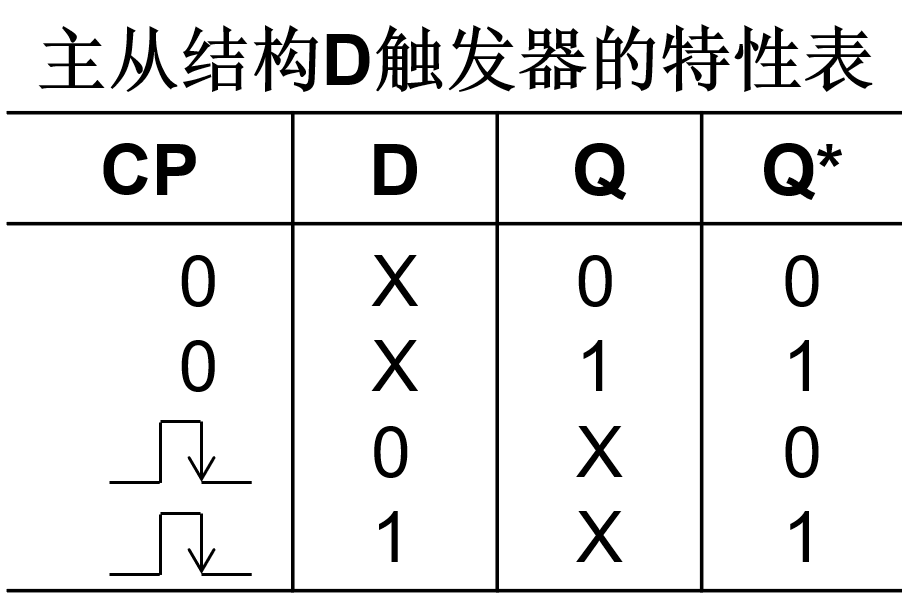 主从结构D触发器的特性表
CP D Q Q*
0 X 0 0
0 X 1 1
0 X 0
1 X 1